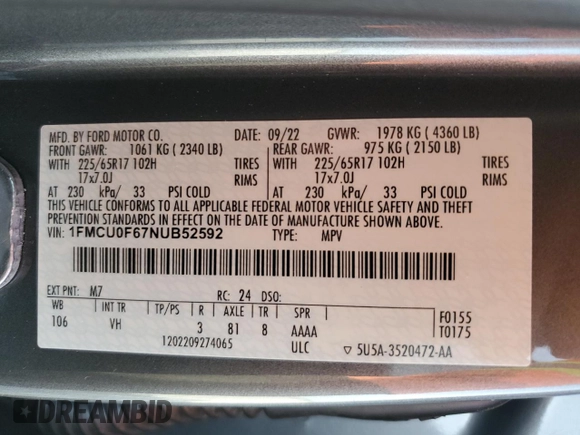 MFD. BY FORD MOTOR CO. DATE: 09/22 GVWR: 1978 KG ( 4360 LB)
FRONT GAWR: 1061 KG ( 2340 LB) REAR GAWR: 975 KG ( 2150 LB)
WITH 225/65R17 102H TIRES WITH 225/65R17 102H TIRES
17x7.0J RIMS 17x7.0J RIMS
AT 230 kPa/ 33 PSI COLD AT 230 kPa/ 33 PSI COLD
THIS VEHICLE CONFORMS TO ALL APPLICABLE FEDERAL MOTOR VEHICLE SAFETY AND THEFT
PREVENTION STANDARDS IN EFFECT ON THE DATE OF MANUFACTURE SHOWN ABOVE.
VIN: 1FMCU0F67NUB52592 TYPE: MPV
EXT PNT: M7 RC: 24 DSO:
WB INT TR TP/PS R AXLE TR SPR F0155
106 VH 3 81 8 AAAA T0175
1202209274065 ULC ▽ 5U5A-3520472-AA
DREAMBID